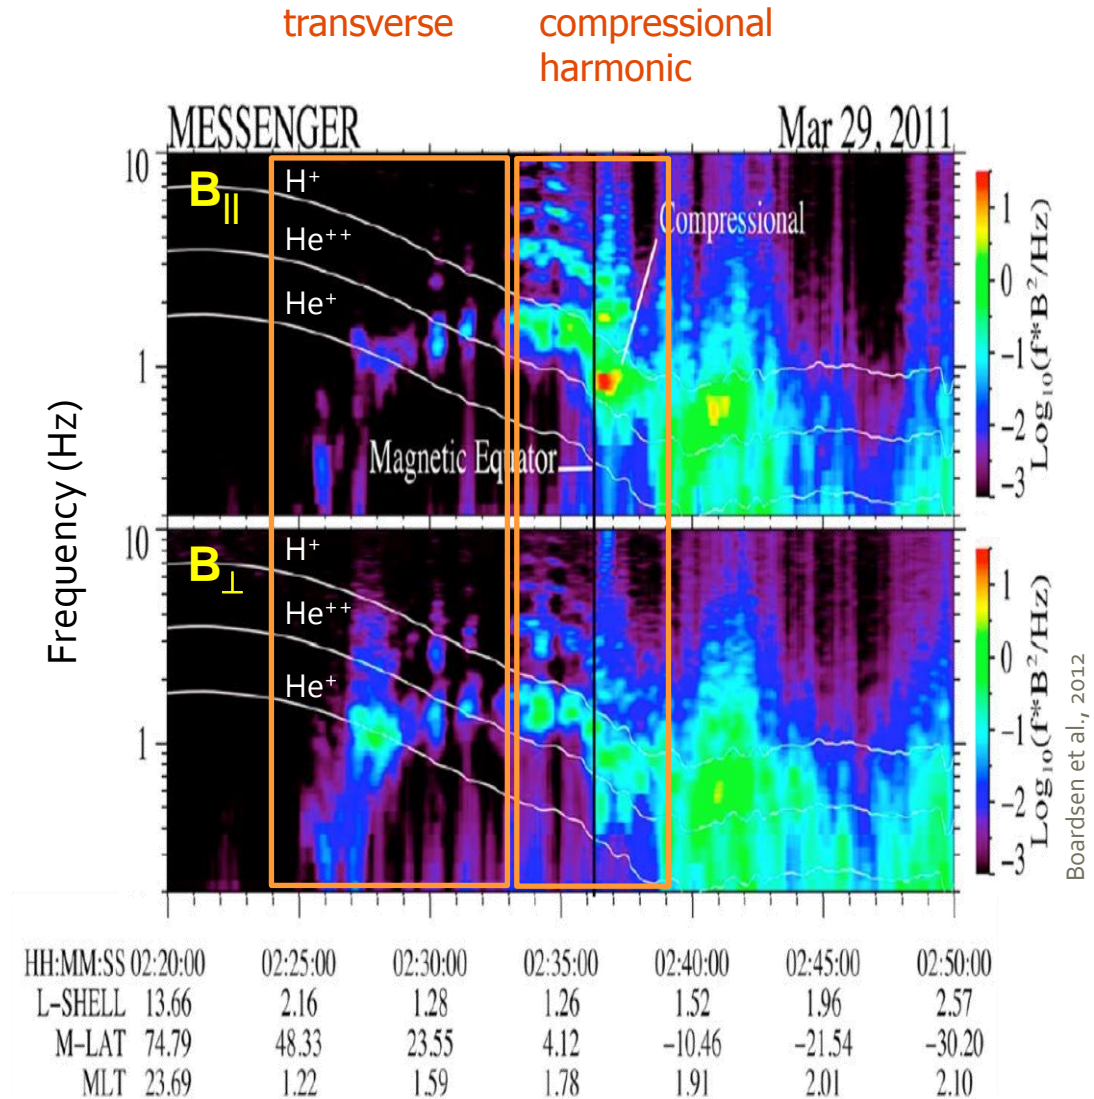 transverse compressional
harmonic
MESSENGER Mar 29, 2011
10
B||
H⁺
He⁺⁺
He⁺
1
Compressional
Magnetic Equator
1
0
−1
−2
−3
Log₁₀(f*B²/Hz)
Frequency (Hz)
10
B⊥
H⁺
He⁺⁺
He⁺
1
1
0
−1
−2
−3
Log₁₀(f*B²/Hz)
Boardsen et al., 2012
HH:MM:SS 02:20:00 02:25:00 02:30:00 02:35:00 02:40:00 02:45:00 02:50:00
L−SHELL 13.66 2.16 1.28 1.26 1.52 1.96 2.57
M−LAT 74.79 48.33 23.55 4.12 −10.46 −21.54 −30.20
MLT 23.69 1.22 1.59 1.78 1.91 2.01 2.10